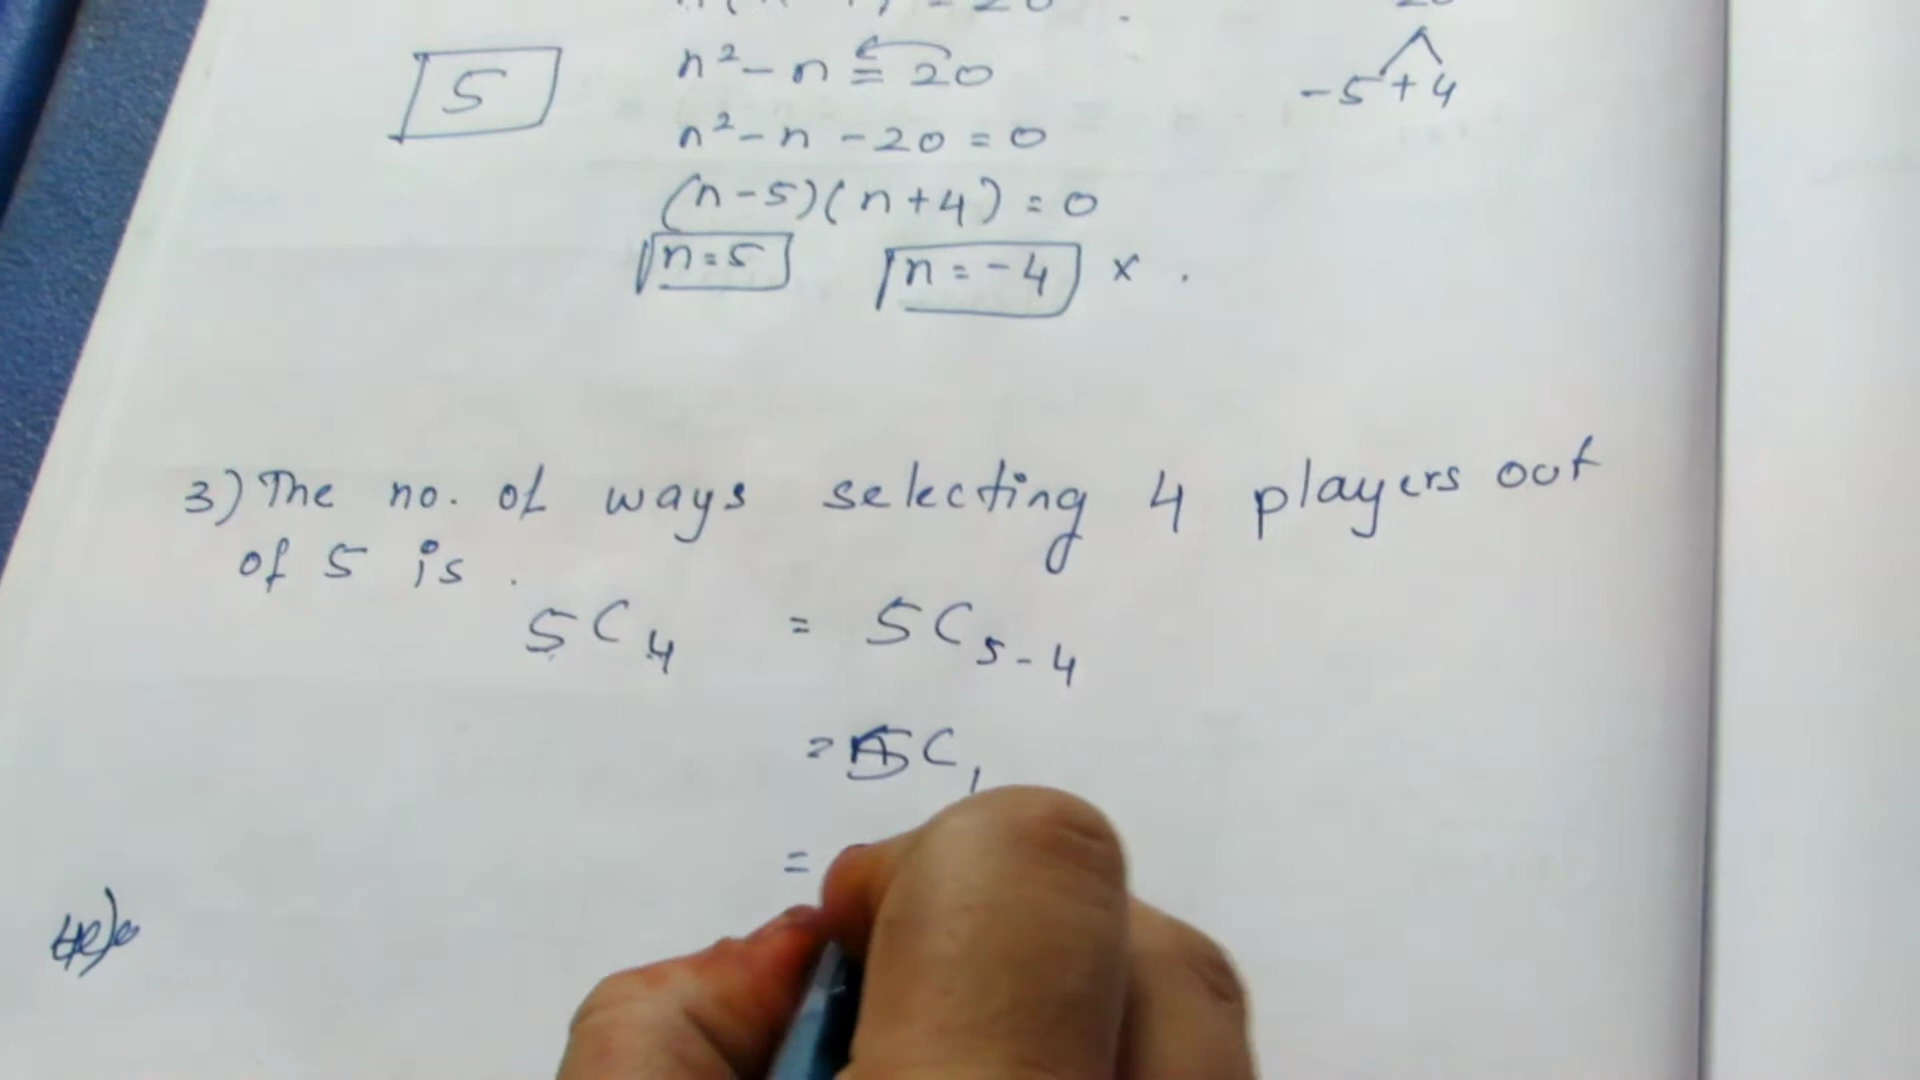 n² - n = 20
5
-5 + 4
n² - n - 20 = 0
(n - 5)(n + 4) = 0
n = 5   n = -4 x .
3) The no. of ways selecting 4 players out
of 5 is .
5C₄ = 5C₅₋₄
= 5C₁
=